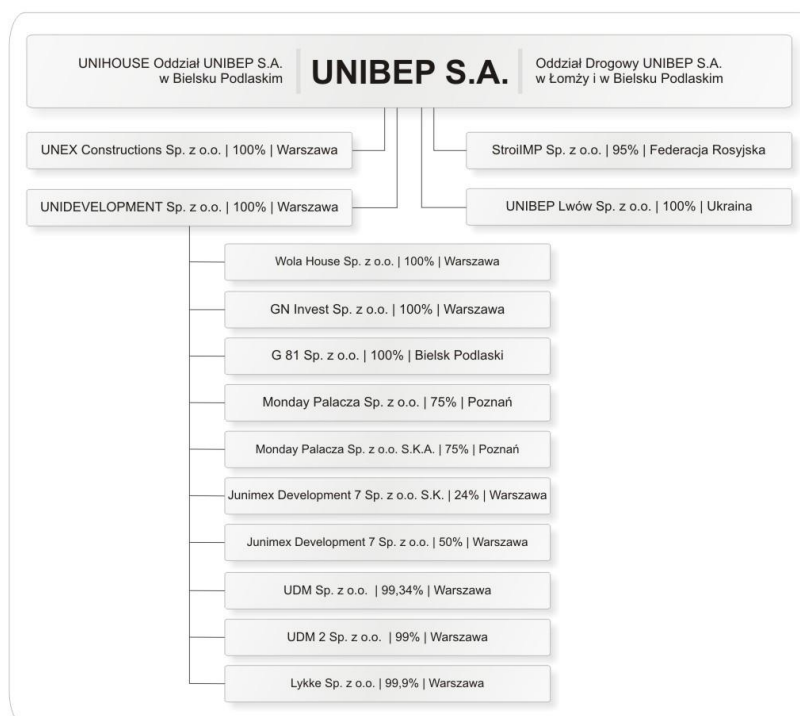 UNIHOUSE Oddział UNIBEP S.A.
w Bielsku Podlaskim
UNIBEP S.A.
Oddział Drogowy UNIBEP S.A.
w Łomży i w Bielsku Podlaskim
UNEX Constructions Sp. z o.o. | 100% | Warszawa
StroiIMP Sp. z o.o. | 95% | Federacja Rosyjska
UNIDEVELOPMENT Sp. z o.o. | 100% | Warszawa
UNIBEP Lwów Sp. z o.o. | 100% | Ukraina
Wola House Sp. z o.o. | 100% | Warszawa
GN Invest Sp. z o.o. | 100% | Warszawa
G 81 Sp. z o.o. | 100% | Bielsk Podlaski
Monday Palacza Sp. z o.o. | 75% | Poznań
Monday Palacza Sp. z o.o. S.K.A. | 75% | Poznań
Junimex Development 7 Sp. z o.o. S.K. | 24% | Warszawa
Junimex Development 7 Sp. z o.o. | 50% | Warszawa
UDM Sp. z o.o. | 99,34% | Warszawa
UDM 2 Sp. z o.o. | 99% | Warszawa
Lykke Sp. z o.o. | 99,9% | Warszawa